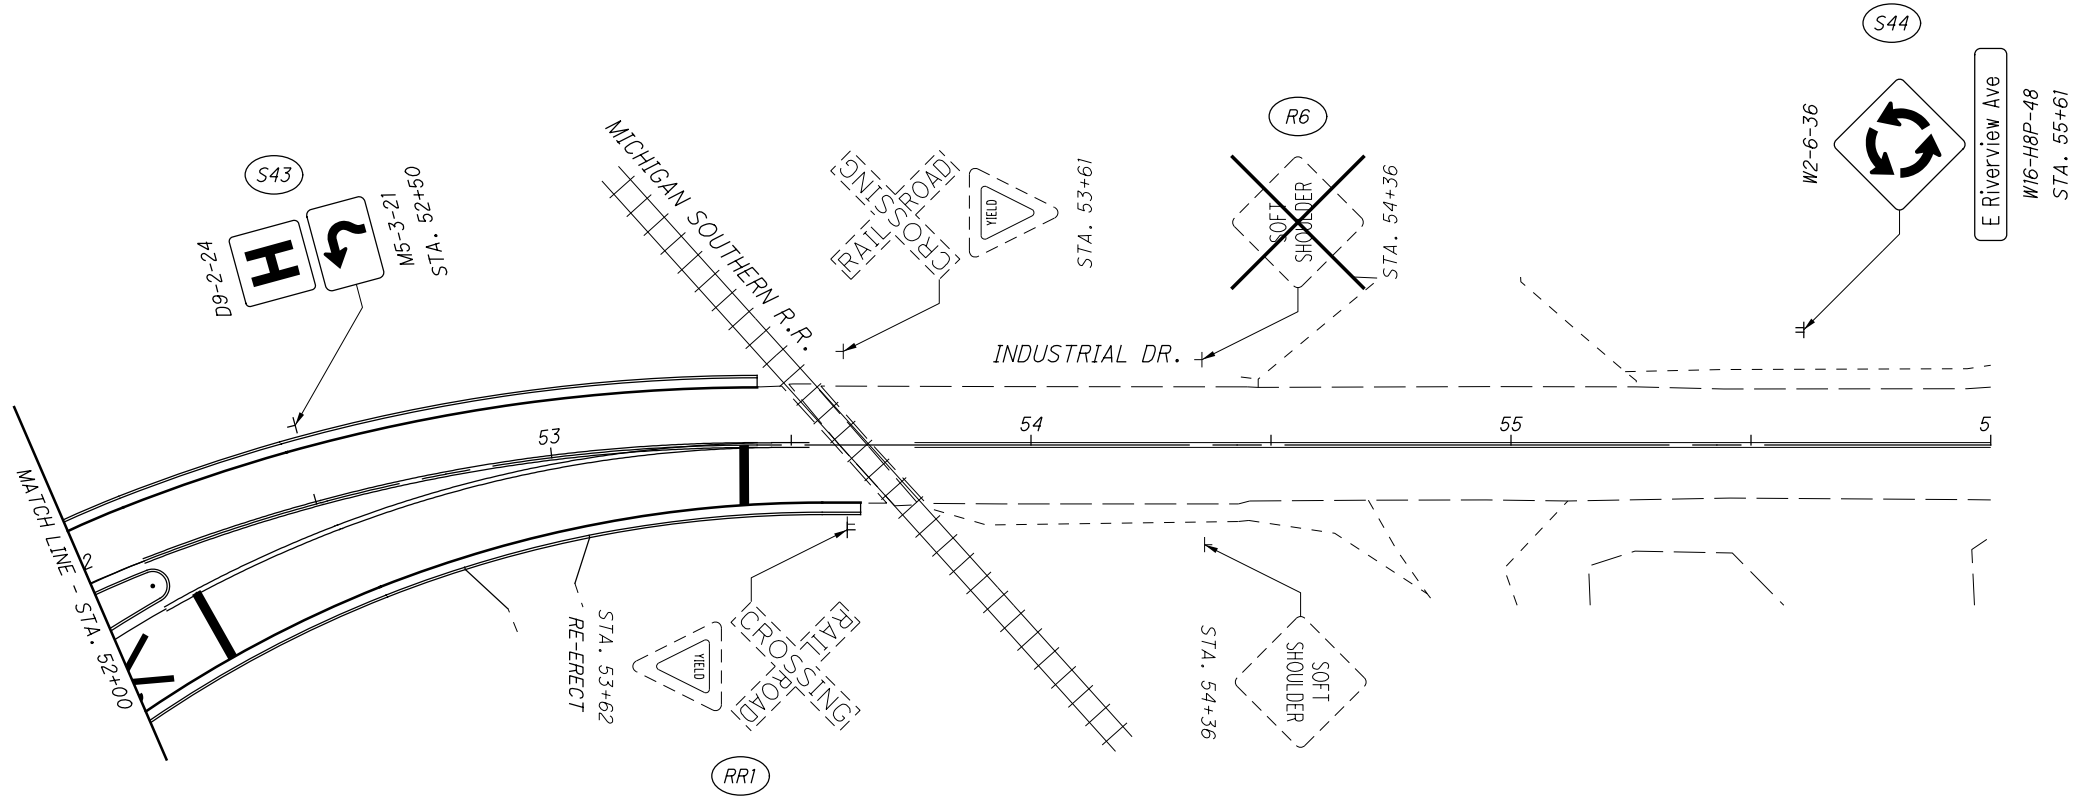 S43
D9-2-24
H
M5-3-21
STA. 52+50
MICHIGAN SOUTHERN R.R.
RAILROAD
CROSSING
YIELD
STA. 53+61
R6
SOFT
SHOULDER
STA. 54+36
S44
W2-6-36
E Riverview Ave
W16-H8P-48
STA. 55+61
INDUSTRIAL DR.
53
54
55
5
MATCH LINE - STA. 52+00
STA. 53+62
RE-ERECT
YIELD
RAIL
ROAD
CROSSING
RR1
STA. 54+36
SOFT
SHOULDER